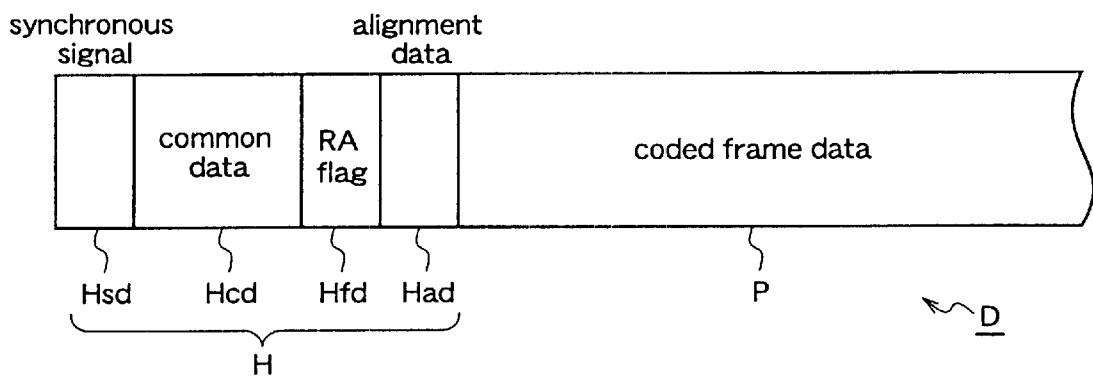 synchronous
signal
alignment
data
common
data
RA
flag
coded frame data
Hsd
Hcd
Hfd
Had
P
D
H